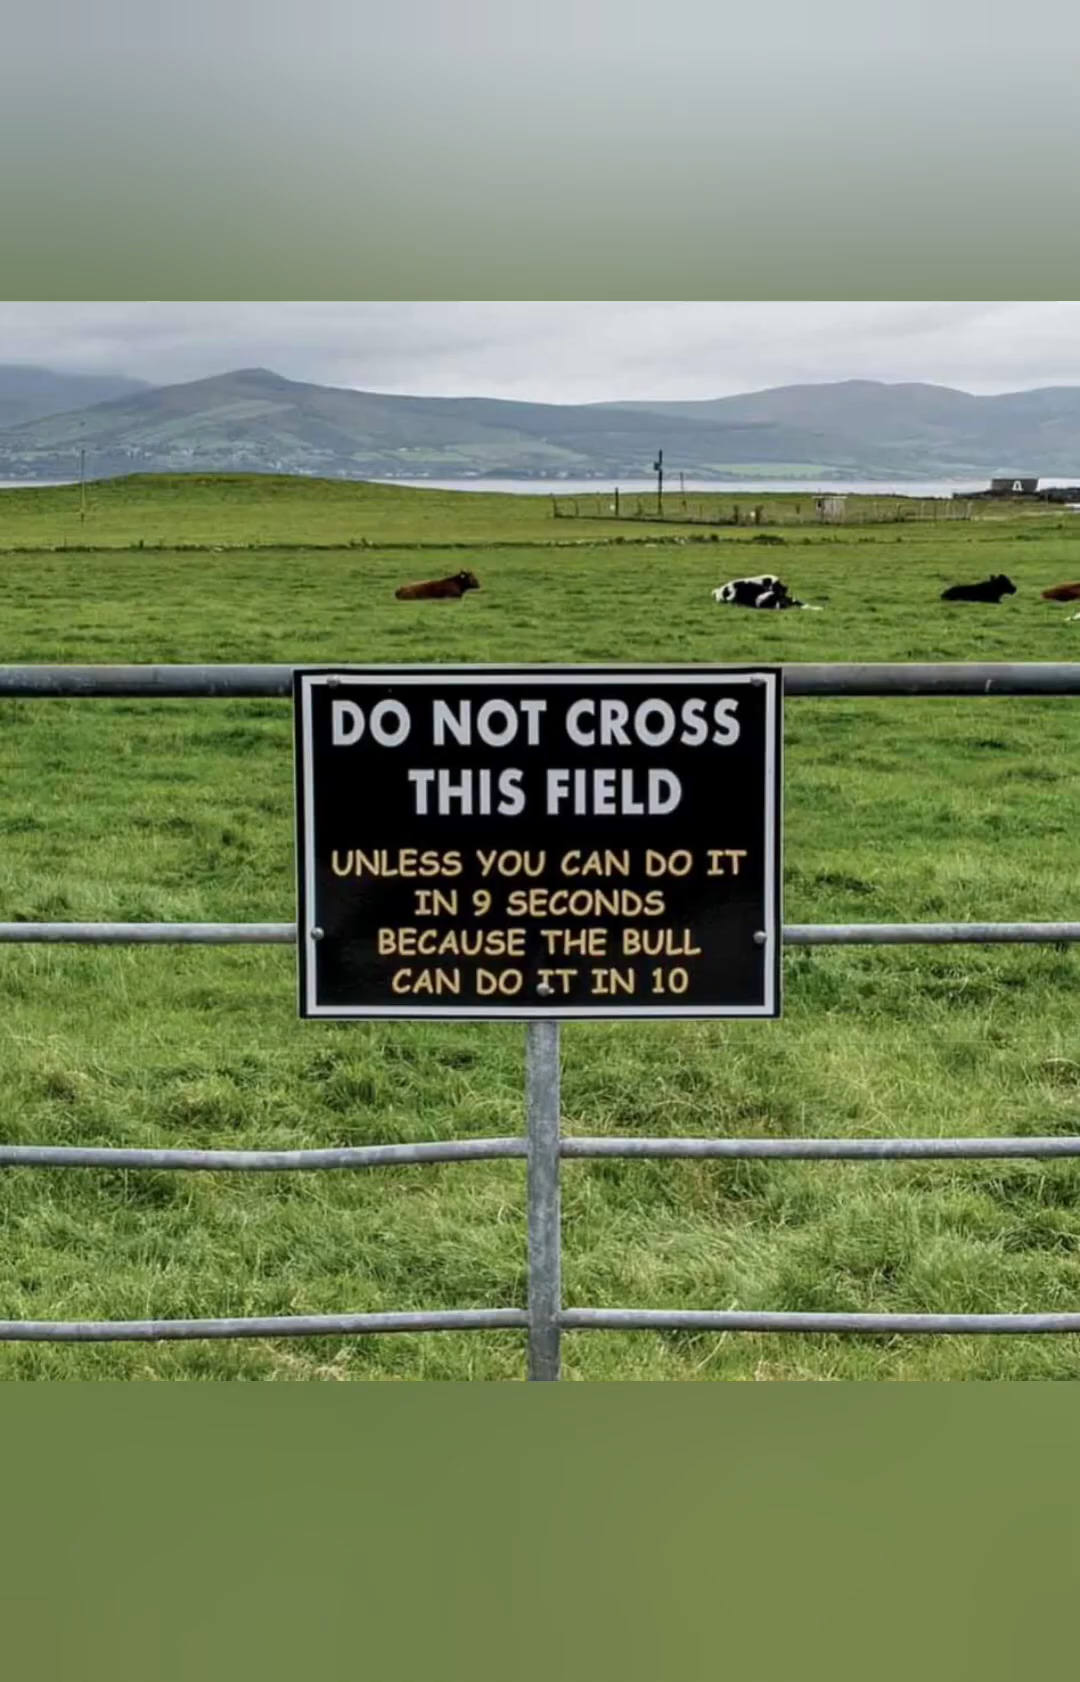 DO NOT CROSS
THIS FIELD
UNLESS YOU CAN DO IT
IN 9 SECONDS
BECAUSE THE BULL
CAN DO IT IN 10